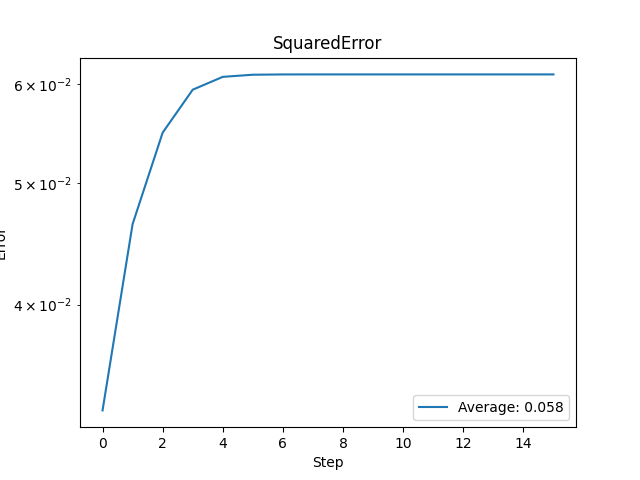 SquaredError
6 × 10⁻²
5 × 10⁻²
4 × 10⁻²
Error
Average: 0.058
0 2 4 6 8 10 12 14
Step